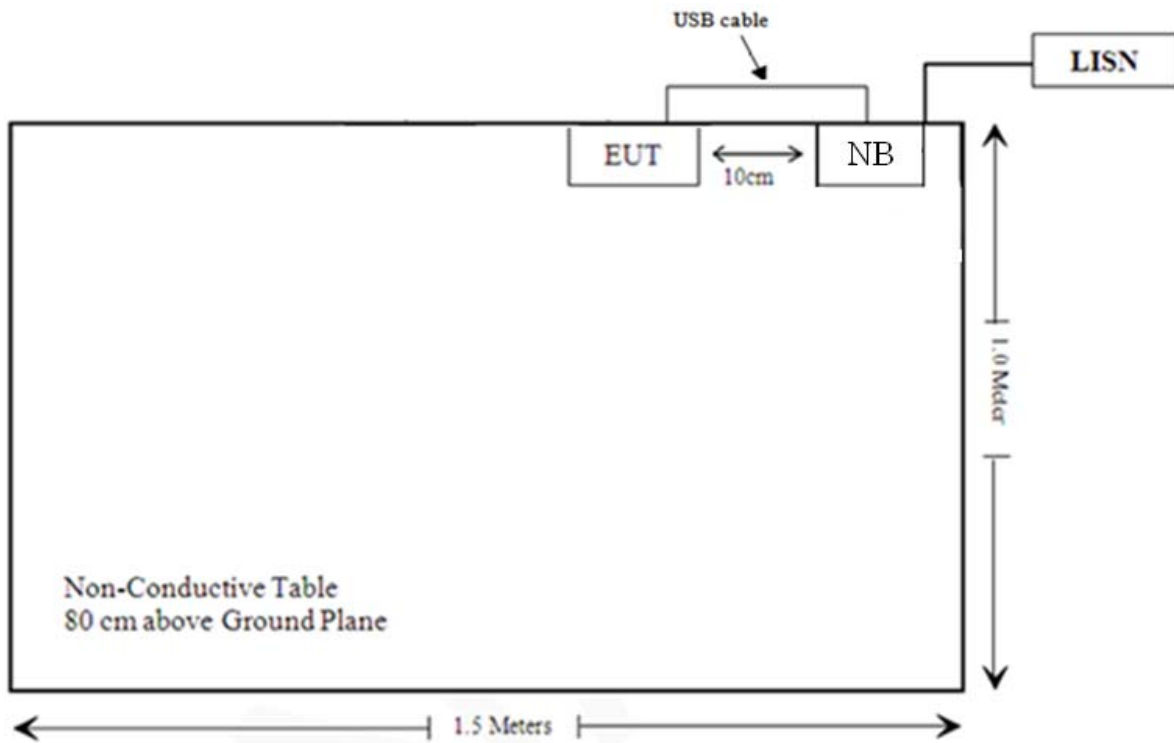 USB cable
LISN
EUT
NB
10cm
1.0 Meter
Non-Conductive Table
80 cm above Ground Plane
1.5 Meters